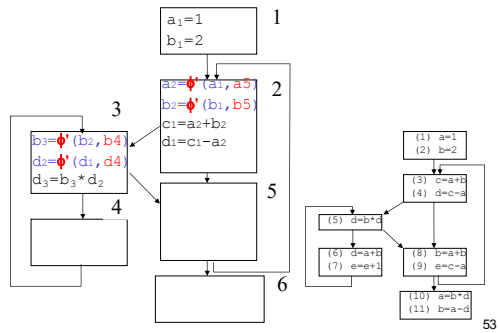 1
a₁=1
b₁=2
2
a₂=ϕ'(a₁,a5)
b₂=ϕ'(b₁,b5)
c₁=a₂+b₂
d₁=c₁-a₂
3
b₃=ϕ'(b₂,b4)
d₂=ϕ'(d₁,d4)
d₃=b₃*d₂
4
5
6
(1) a=1
(2) b=2
(3) c=a+b
(4) d=c-a
(5) d=b*d
(6) d=a+b
(7) e=e+1
(8) b=a+b
(9) e=c-a
(10) a=b*d
(11) b=a-d
53